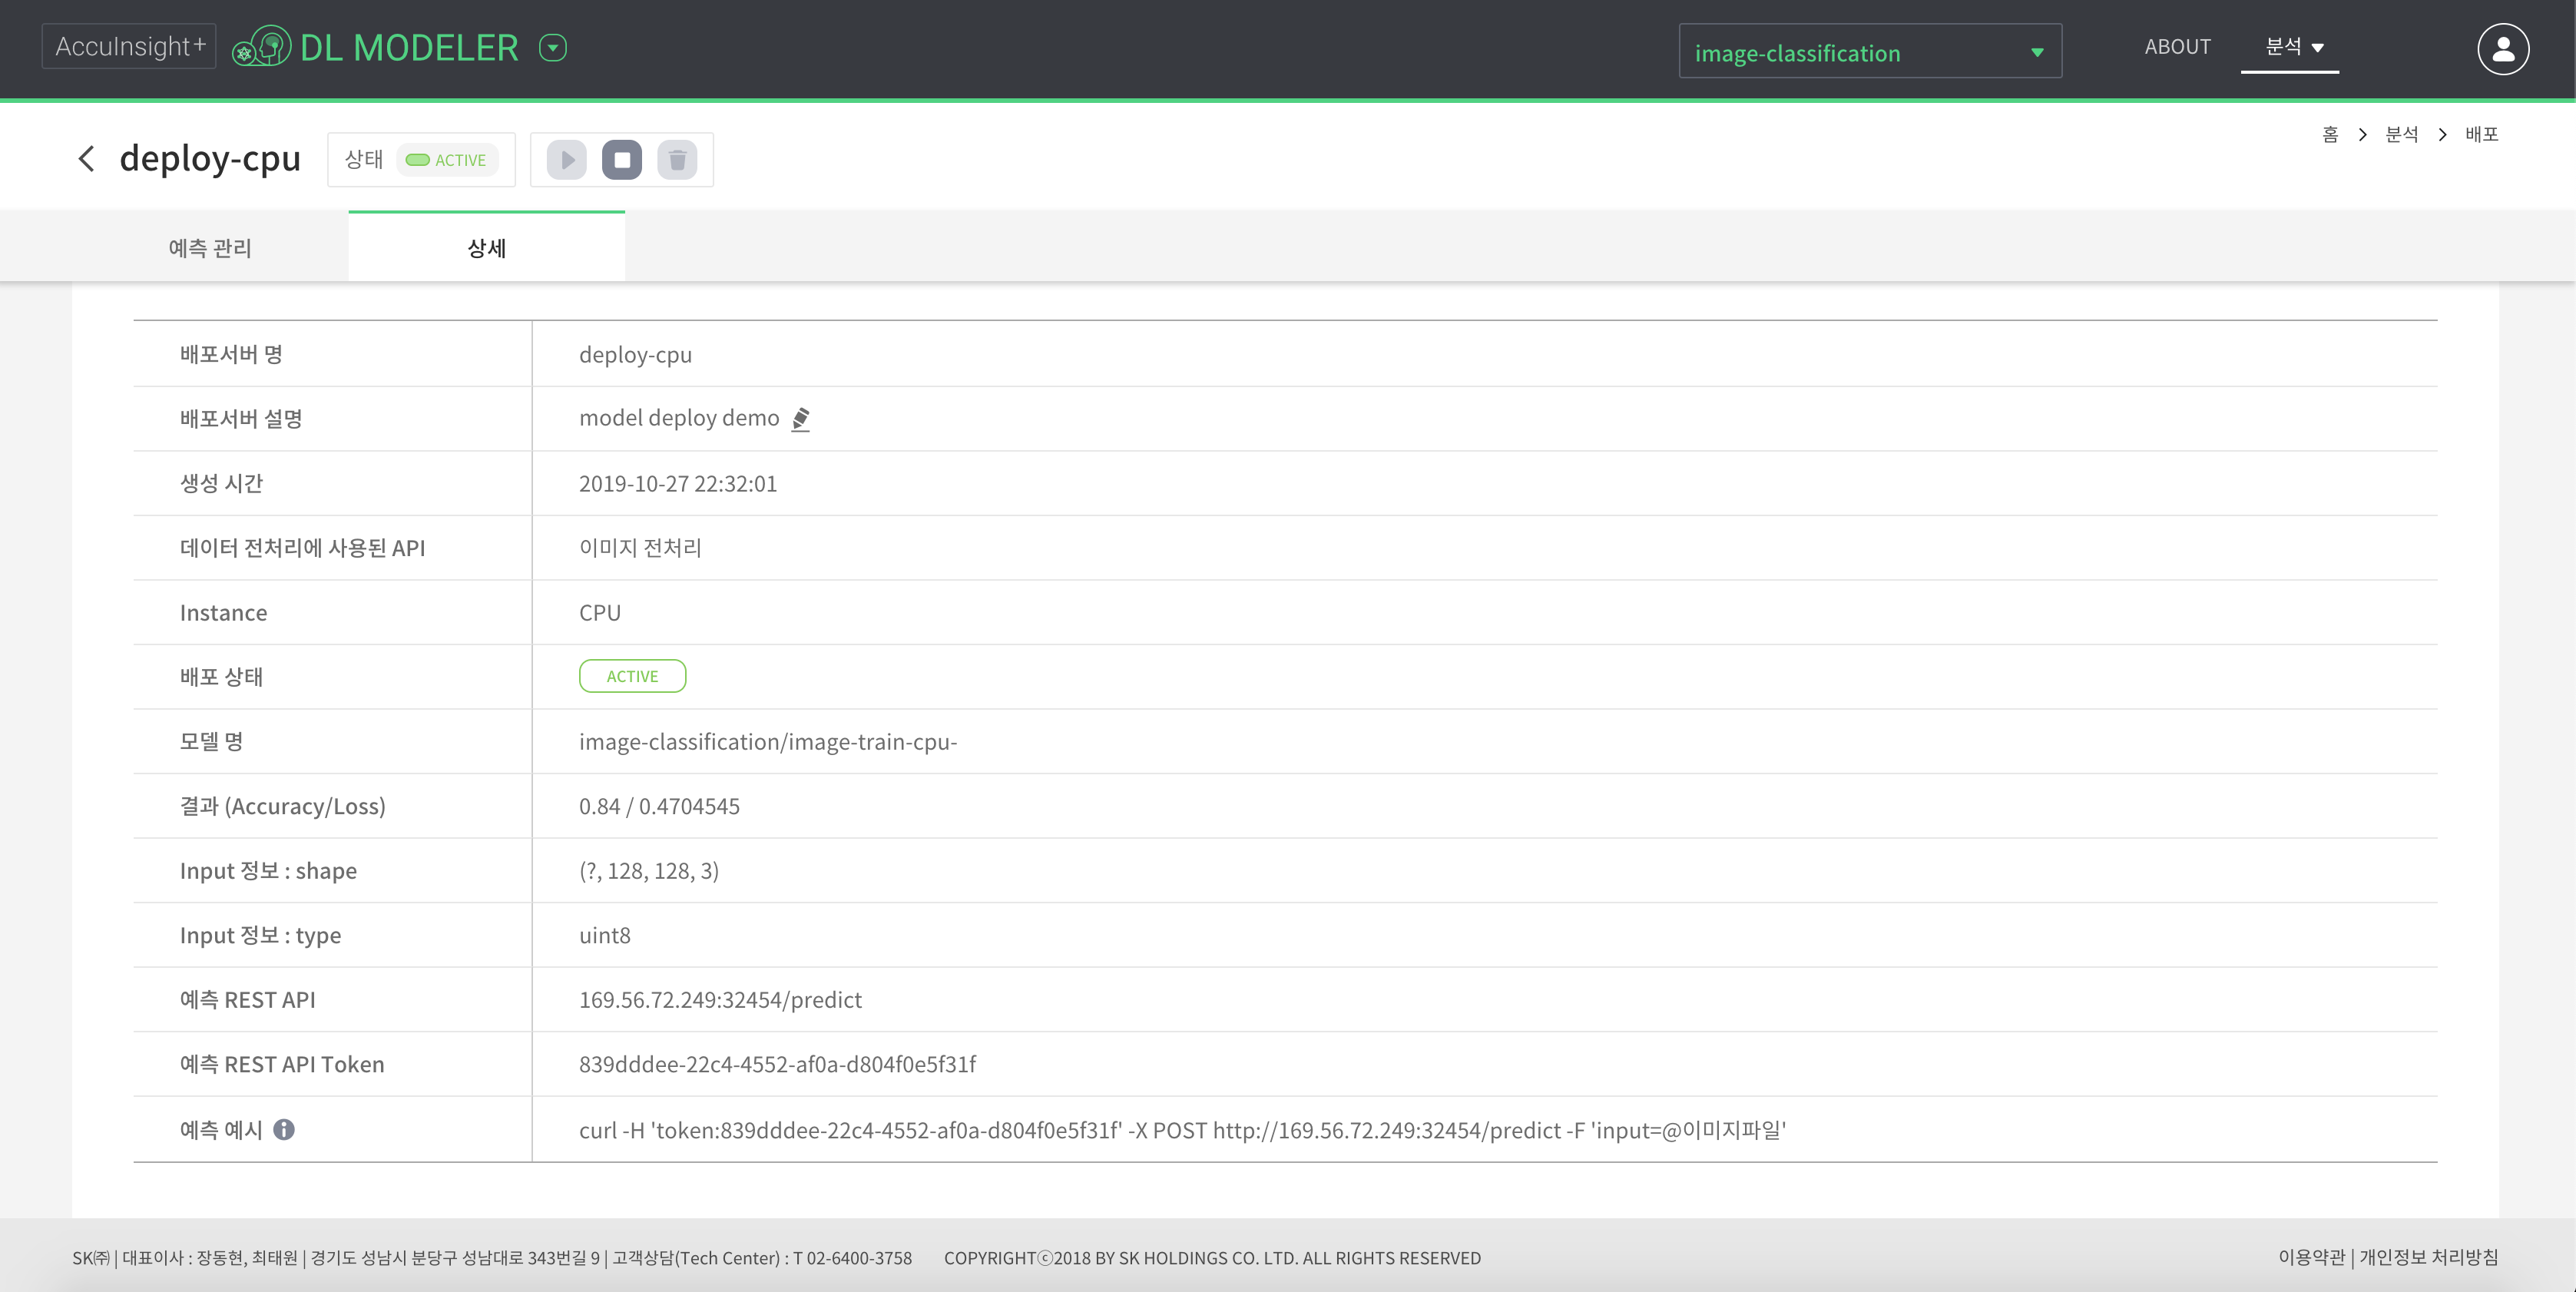 AccuInsight+ DL MODELER image-classification ABOUT 분석
deploy-cpu 상태 ACTIVE 홈 > 분석 > 배포
예측 관리 상세
배포서버 명 deploy-cpu
배포서버 설명 model deploy demo
생성 시간 2019-10-27 22:32:01
데이터 전처리에 사용된 API 이미지 전처리
Instance CPU
배포 상태 ACTIVE
모델 명 image-classification/image-train-cpu-
결과 (Accuracy/Loss) 0.84 / 0.4704545
Input 정보 : shape (?, 128, 128, 3)
Input 정보 : type uint8
예측 REST API 169.56.72.249:32454/predict
예측 REST API Token 839dddee-22c4-4552-af0a-d804f0e5f31f
예측 예시 curl -H 'token:839dddee-22c4-4552-af0a-d804f0e5f31f' -X POST http://169.56.72.249:32454/predict -F 'input=@이미지파일'
SK㈜ | 대표이사 : 장동현, 최태원 | 경기도 성남시 분당구 성남대로 343번길 9 | 고객상담(Tech Center) : T 02-6400-3758 COPYRIGHTⓒ2018 BY SK HOLDINGS CO. LTD. ALL RIGHTS RESERVED 이용약관 | 개인정보 처리방침